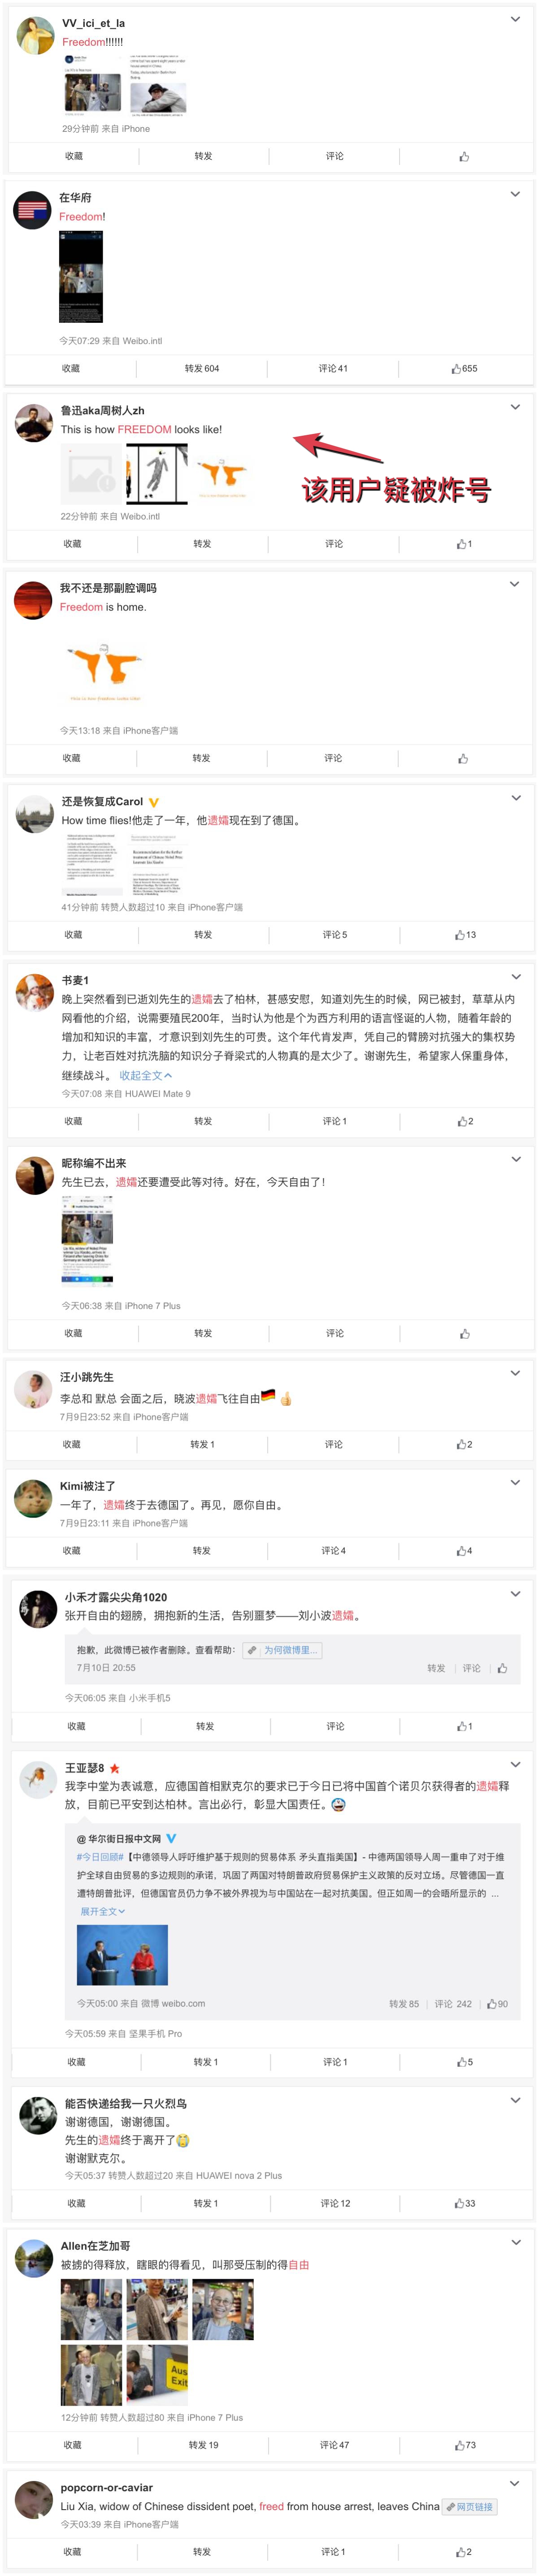 VV_ici_et_la
Freedom!!!!!!
29分钟前 来自 iPhone
收藏 转发 评论
在华府
Freedom!
今天07:29 来自 Weibo.intl
收藏 转发 604 评论 41 655
鲁迅aka周树人zh
This is how FREEDOM looks like!
该用户疑被炸号
22分钟前 来自 Weibo.intl
收藏 转发 评论 1
我不还是那副腔调吗
Freedom is home.
今天13:18 来自 iPhone客户端
收藏 转发 评论
还是恢复成Carol
How time flies!他走了一年，他遗孀现在到了德国。
41分钟前 转赞人数超过10 来自 iPhone客户端
收藏 转发 评论 5 13
书麦1
晚上突然看到已逝刘先生的遗孀去了柏林，甚感安慰，知道刘先生的时候，网已被封，草草从内
网看他的介绍，说需要殖民200年，当时认为他是个为西方利用的语言怪诞的人物，随着年龄的
增加和知识的丰富，才意识到刘先生的可贵。这个年代肯发声，凭自己的臂膀对抗强大的集权势
力，让老百姓对抗洗脑的知识分子脊梁式的人物真的是太少了。谢谢先生，希望家人保重身体，
继续战斗。 收起全文
今天07:08 来自 HUAWEI Mate 9
收藏 转发 评论 1 2
昵称编不出来
先生已去，遗孀还要遭受此等对待。好在，今天自由了！
今天06:38 来自 iPhone 7 Plus
收藏 转发 评论
汪小跳先生
李总和 默总 会面之后，晓波遗孀飞往自由🇩🇪👍
7月9日23:52 来自 iPhone客户端
收藏 转发 1 评论 2
Kimi被注了
一年了，遗孀终于去德国了。再见，愿你自由。
7月9日23:11 来自 iPhone客户端
收藏 转发 评论 4 4
小禾才露尖尖角1020
张开自由的翅膀，拥抱新的生活，告别噩梦——刘小波遗孀。
抱歉，此微博已被作者删除。查看帮助： 为何微博里...
7月10日 20:55 转发 评论
今天06:05 来自 小米手机5
收藏 转发 评论 1
王亚瑟8
我李中堂为表诚意，应德国首相默克尔的要求已于今日已将中国首个诺贝尔获得者的遗孀释
放，目前已平安到达柏林。言出必行，彰显大国责任。
@ 华尔街日报中文网
#今日回顾#【中德领导人呼吁维护基于规则的贸易体系 矛头直指美国】- 中德两国领导人周一重申了对于维
护全球自由贸易的多边规则的承诺，巩固了两国对特朗普政府贸易保护主义政策的反对立场。尽管德国一直
遭特朗普批评，但德国官员仍力争不被外界视为与中国站在一起对抗美国。但正如周一的会晤所显示的 ...
展开全文
今天05:00 来自 微博 weibo.com 转发 85 评论 242 90
今天05:59 来自 坚果手机 Pro
收藏 转发 1 评论 1 5
能否快递给我一只火烈鸟
谢谢德国，谢谢德国。
先生的遗孀终于离开了😭
谢谢默克尔。
今天05:37 转赞人数超过20 来自 HUAWEI nova 2 Plus
收藏 转发 1 评论 12 33
Allen在芝加哥
被掳的得释放，瞎眼的得看见，叫那受压制的得自由
Aus
Exit
12分钟前 转赞人数超过80 来自 iPhone 7 Plus
收藏 转发 19 评论 47 73
popcorn-or-caviar
Liu Xia, widow of Chinese dissident poet, freed from house arrest, leaves China 网页链接
今天03:39 来自 iPhone客户端
收藏 转发 评论 1 2